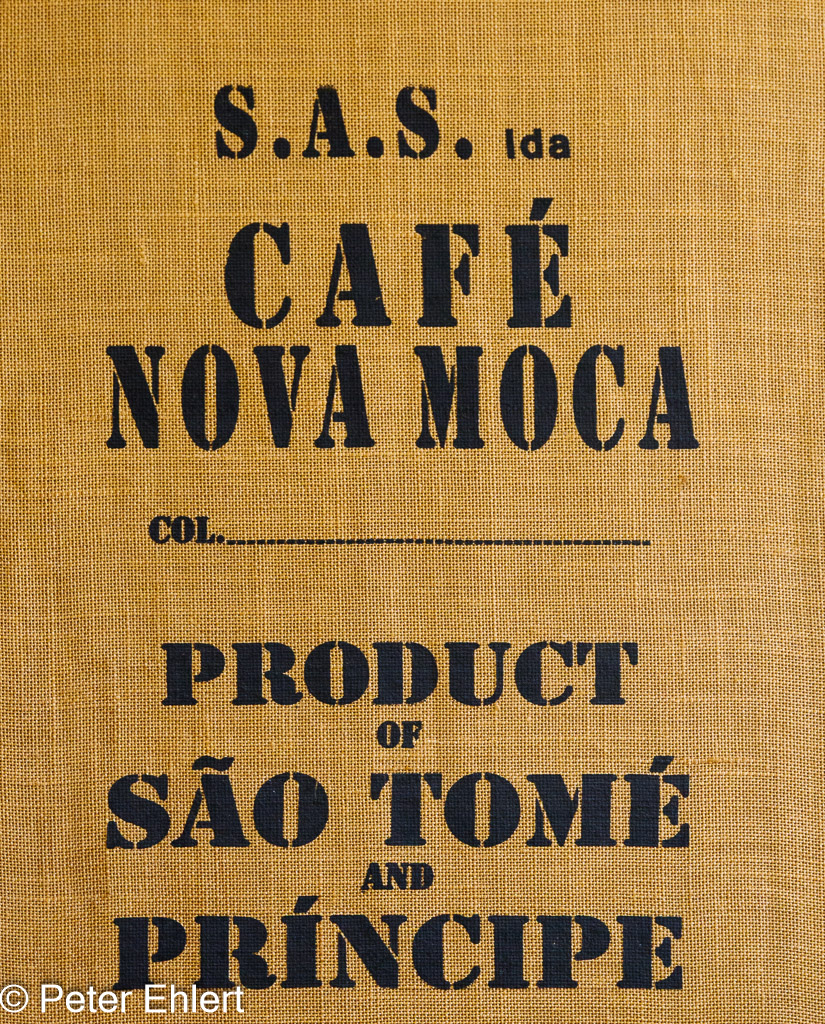 S.A.S. lda
CAFÉ
NOVA MOCA
COL.
PRODUCT
OF
SÃO TOMÉ
AND
PRÍNCIPE
© Peter Ehlert